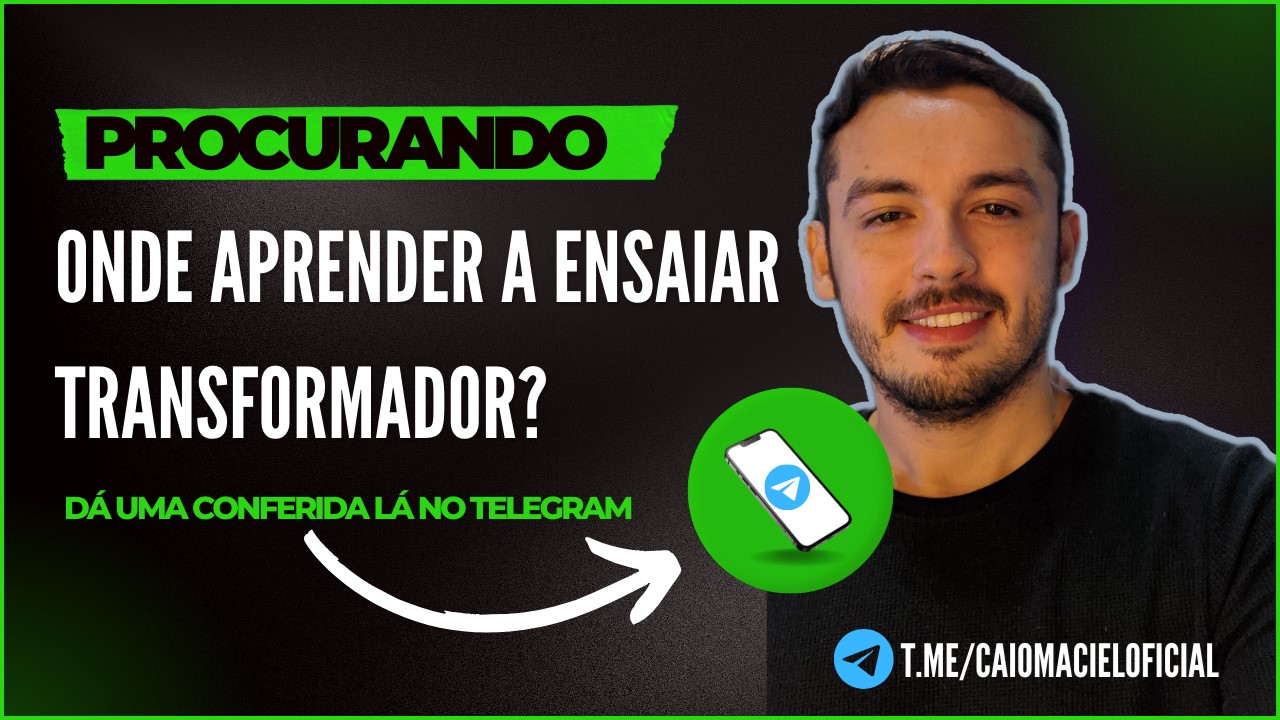 PROCURANDO
ONDE APRENDER A ENSAIAR
TRANSFORMADOR?
DÁ UMA CONFERIDA LÁ NO TELEGRAM
T.ME/CAIOMACIELOFICIAL